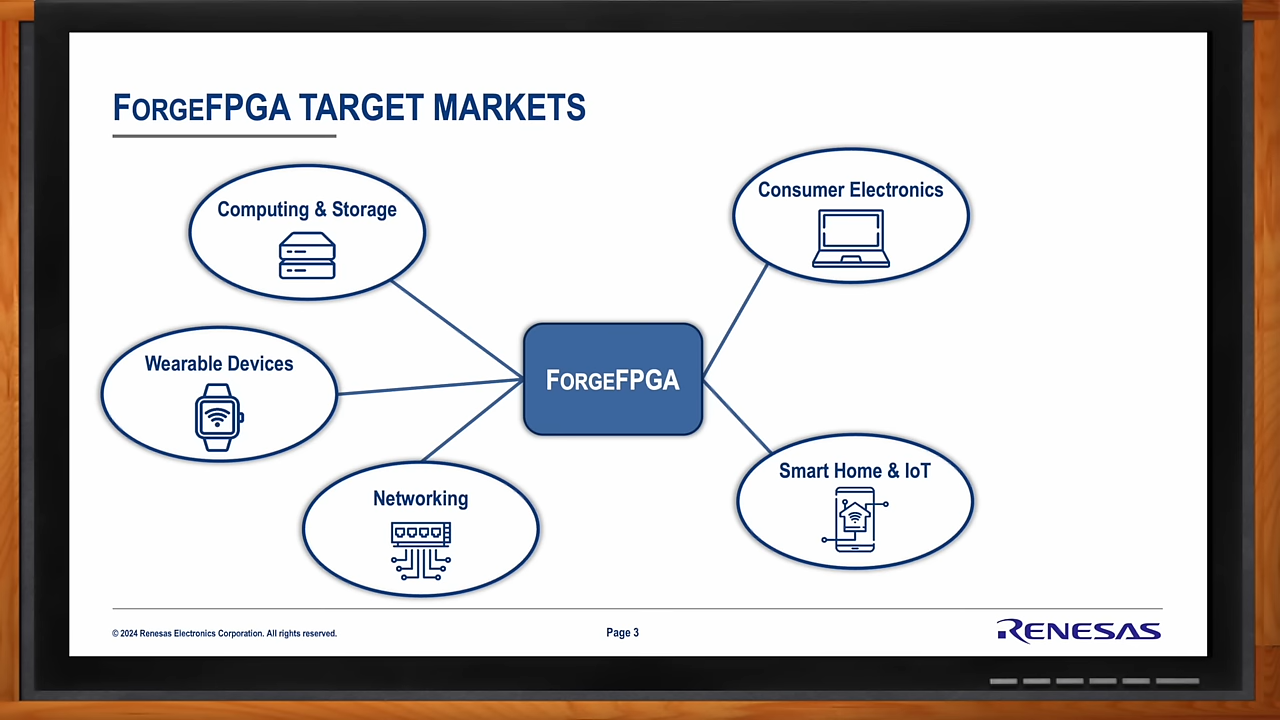 FORGEFPGA TARGET MARKETS
Computing & Storage
Consumer Electronics
Wearable Devices
FORGEFPGA
Networking
Smart Home & IoT
© 2024 Renesas Electronics Corporation. All rights reserved.
Page 3
RENESAS